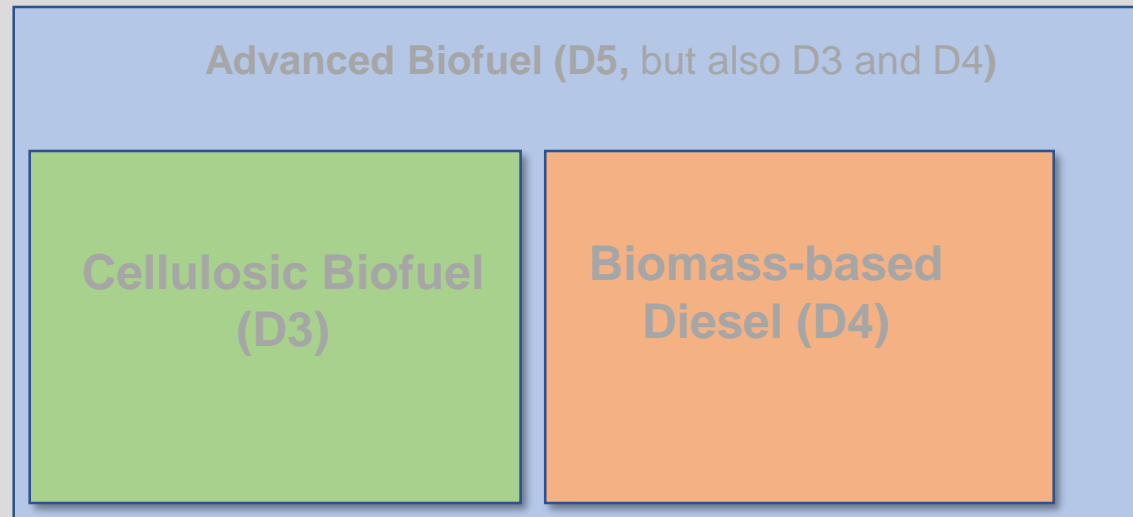 Advanced Biofuel (D5, but also D3 and D4)
Cellulosic Biofuel
(D3)
Biomass-based
Diesel (D4)